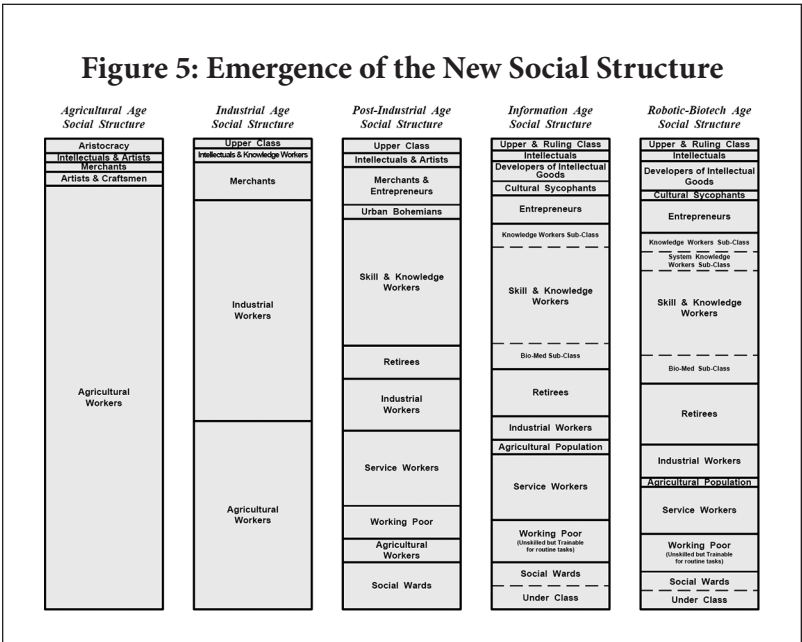 Figure 5: Emergence of the New Social Structure
Agricultural Age
Social Structure
Aristocracy
Intellectuals & Artists
Merchants
Artists & Craftsmen
Agricultural
Workers
Industrial Age
Social Structure
Upper Class
Intellectuals & Knowledge Workers
Merchants
Industrial
Workers
Agricultural
Workers
Post-Industrial Age
Social Structure
Upper Class
Intellectuals & Artists
Merchants &
Entrepreneurs
Urban Bohemians
Skill & Knowledge
Workers
Retirees
Industrial
Workers
Service Workers
Working Poor
Agricultural
Workers
Social Wards
Information Age
Social Structure
Upper & Ruling Class
Intellectuals
Developers of Intellectual
Goods
Cultural Sycophants
Entrepreneurs
Knowledge Workers Sub-Class
Skill & Knowledge
Workers
Bio-Med Sub-Class
Retirees
Industrial Workers
Agricultural Population
Service Workers
Working Poor
(Unskilled but Trainable
for routine tasks)
Social Wards
Under Class
Robotic-Biotech Age
Social Structure
Upper & Ruling Class
Intellectuals
Developers of Intellectual
Goods
Cultural Sycophants
Entrepreneurs
Knowledge Workers Sub-Class
System Knowledge
Workers Sub-Class
Skill & Knowledge
Workers
Bio-Med Sub-Class
Retirees
Industrial Workers
Agricultural Population
Service Workers
Working Poor
(Unskilled but Trainable
for routine tasks)
Social Wards
Under Class